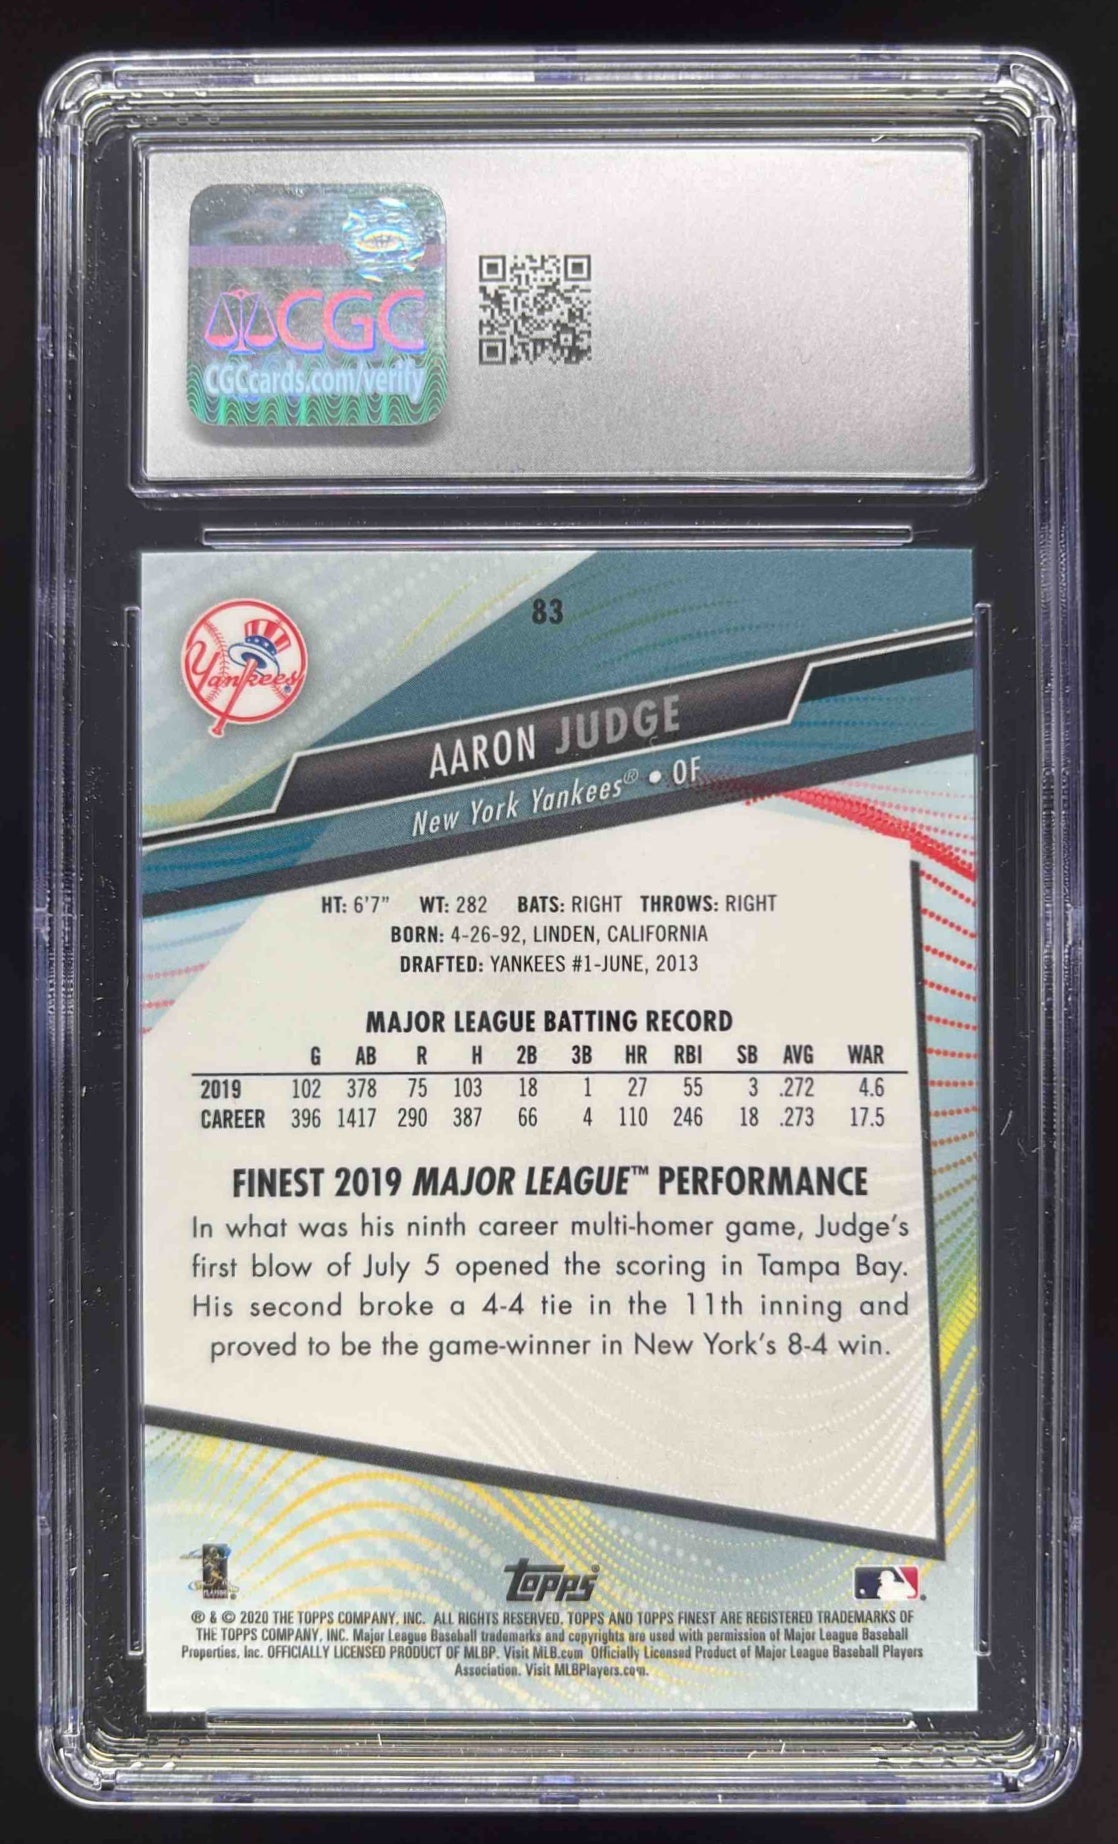 CGC
CGCcards.com/verify
83
Yankees
AARON JUDGE
New York Yankees® • OF
HT: 6'7" WT: 282 BATS: RIGHT THROWS: RIGHT
BORN: 4-26-92, LINDEN, CALIFORNIA
DRAFTED: YANKEES #1-JUNE, 2013
MAJOR LEAGUE BATTING RECORD
G AB R H 2B 3B HR RBI SB AVG WAR
2019 102 378 75 103 18 1 27 55 3 .272 4.6
CAREER 396 1417 290 387 66 4 110 246 18 .273 17.5
FINEST 2019 MAJOR LEAGUE™ PERFORMANCE
In what was his ninth career multi-homer game, Judge's
first blow of July 5 opened the scoring in Tampa Bay.
His second broke a 4-4 tie in the 11th inning and
proved to be the game-winner in New York's 8-4 win.
topps
® & © 2020 THE TOPPS COMPANY, INC. ALL RIGHTS RESERVED. TOPPS AND TOPPS FINEST ARE REGISTERED TRADEMARKS OF
THE TOPPS COMPANY, INC. Major League Baseball trademarks and copyrights are used with permission of Major League Baseball
Properties, Inc. OFFICIALLY LICENSED PRODUCT OF MLBP. Visit MLB.com Officially Licensed Product of Major League Baseball Players
Association. Visit MLBPlayers.com.